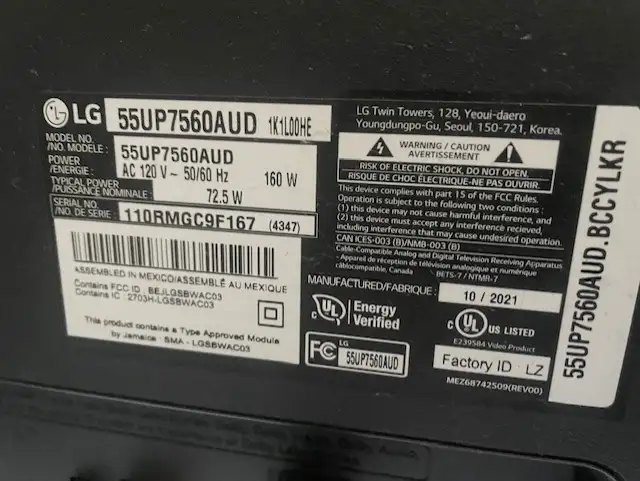 LG 55UP7560AUD 1K1L00HE
MODEL NO.
/NO. MODELE : 55UP7560AUD
POWER
/ENERGIE : AC 120 V ~ 50/60 Hz 160 W
TYPICAL POWER
/PUISSANCE NOMINALE : 72.5 W
SERIAL NO.
/NO. DE SÉRIE : 110RMGC9F167 (4347)
ASSEMBLED IN MEXICO/ASSEMBLÉ AU MEXIQUE
Contains FCC ID : BEJLGSBWAC03
Contains IC : 2703H-LGSBWAC03
This product contains a Type Approved Module
by Jamaica : SMA - LGSBWAC03
LG Twin Towers, 128, Yeoui-daero
Youngdungpo-Gu, Seoul, 150-721, Korea.
WARNING / CAUTION
AVERTISSEMENT
RISK OF ELECTRIC SHOCK, DO NOT OPEN.
RISQUE DE CHOC ÉLECTRIQUE-NE PAS OUVRIR
This device complies with part 15 of the FCC Rules.
Operation is subject to the following two conditions :
(1) This device may not cause harmful interference, and
(2) This device must accept any interference recieved,
including interference that may cause undesired
operation.
CAN ICES-003 (B)/NMB-003 (B)
Cable-Compatible Analog and Digital Television Receiving Apparatus
- Appareil de réception de télévision analogique et numérique
câblocompatible, Canada BETS-7 / NTMR-7
MANUFACTURED/FABRIQUÉ : 10 / 2021
c UL Energy
Verified
c UL US LISTED
E239584 Video Product
FC LG
55UP7560AUD
Factory ID : LZ
MEZ68742509(REV00)
55UP7560AUD.BCCYLKR